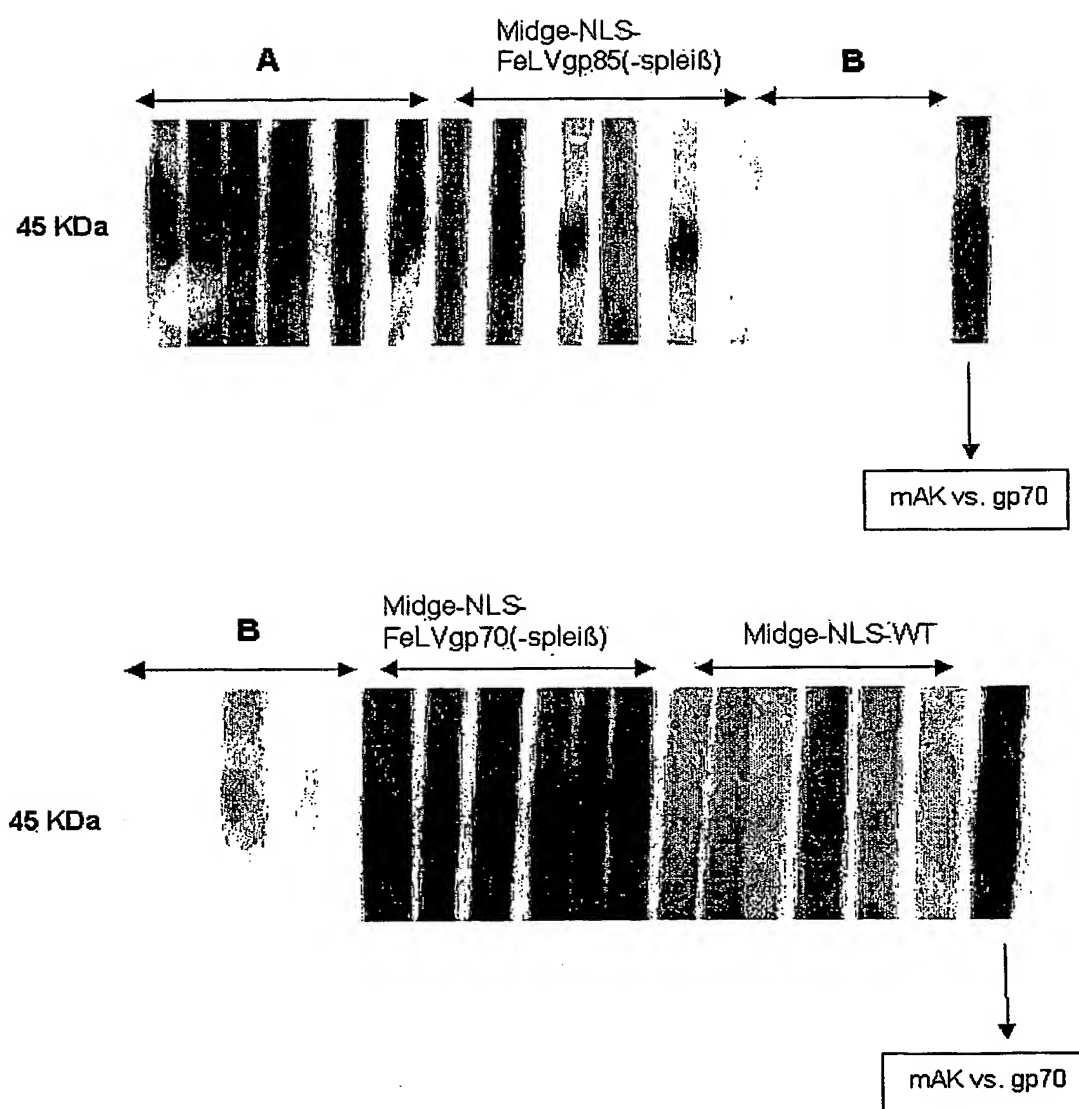 A
Midge-NLS-
FeLVgp85(-spleiß)
B
45 KDa
mAK vs. gp70
B
Midge-NLS-
FeLVgp70(-spleiß)
Midge-NLS-WT
45 KDa
mAK vs. gp70